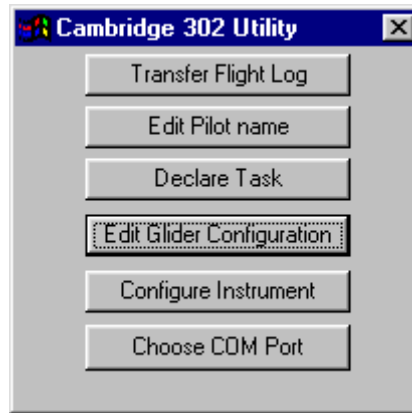 Cambridge 302 Utility
Transfer Flight Log
Edit Pilot name
Declare Task
Edit Glider Configuration
Configure Instrument
Choose COM Port